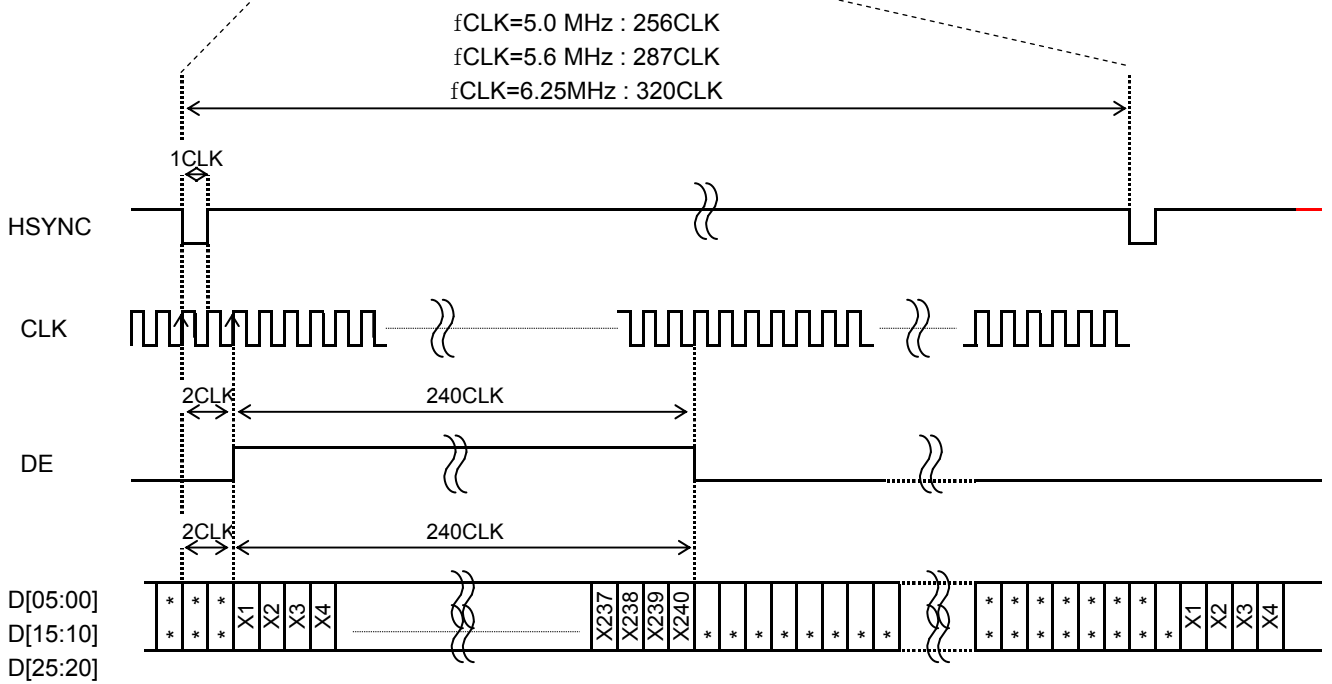 fCLK=5.0 MHz : 256CLK
fCLK=5.6 MHz : 287CLK
fCLK=6.25MHz : 320CLK
1CLK
HSYNC
CLK
2CLK 240CLK
DE
2CLK 240CLK
D[05:00]
D[15:10]
D[25:20]
* * * X1 X2 X3 X4 X237 X238 X239 X240 * * * * * * * * X1 X2 X3 X4
* * * * * * * * * * * * * * * * * *